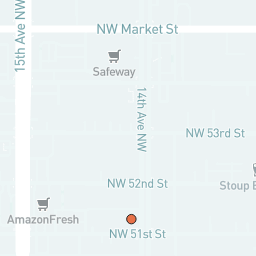 NW Market St
15th Ave NW
Safeway
14th Ave NW
NW 53rd St
NW 52nd St
Stoup
AmazonFresh
NW 51st St